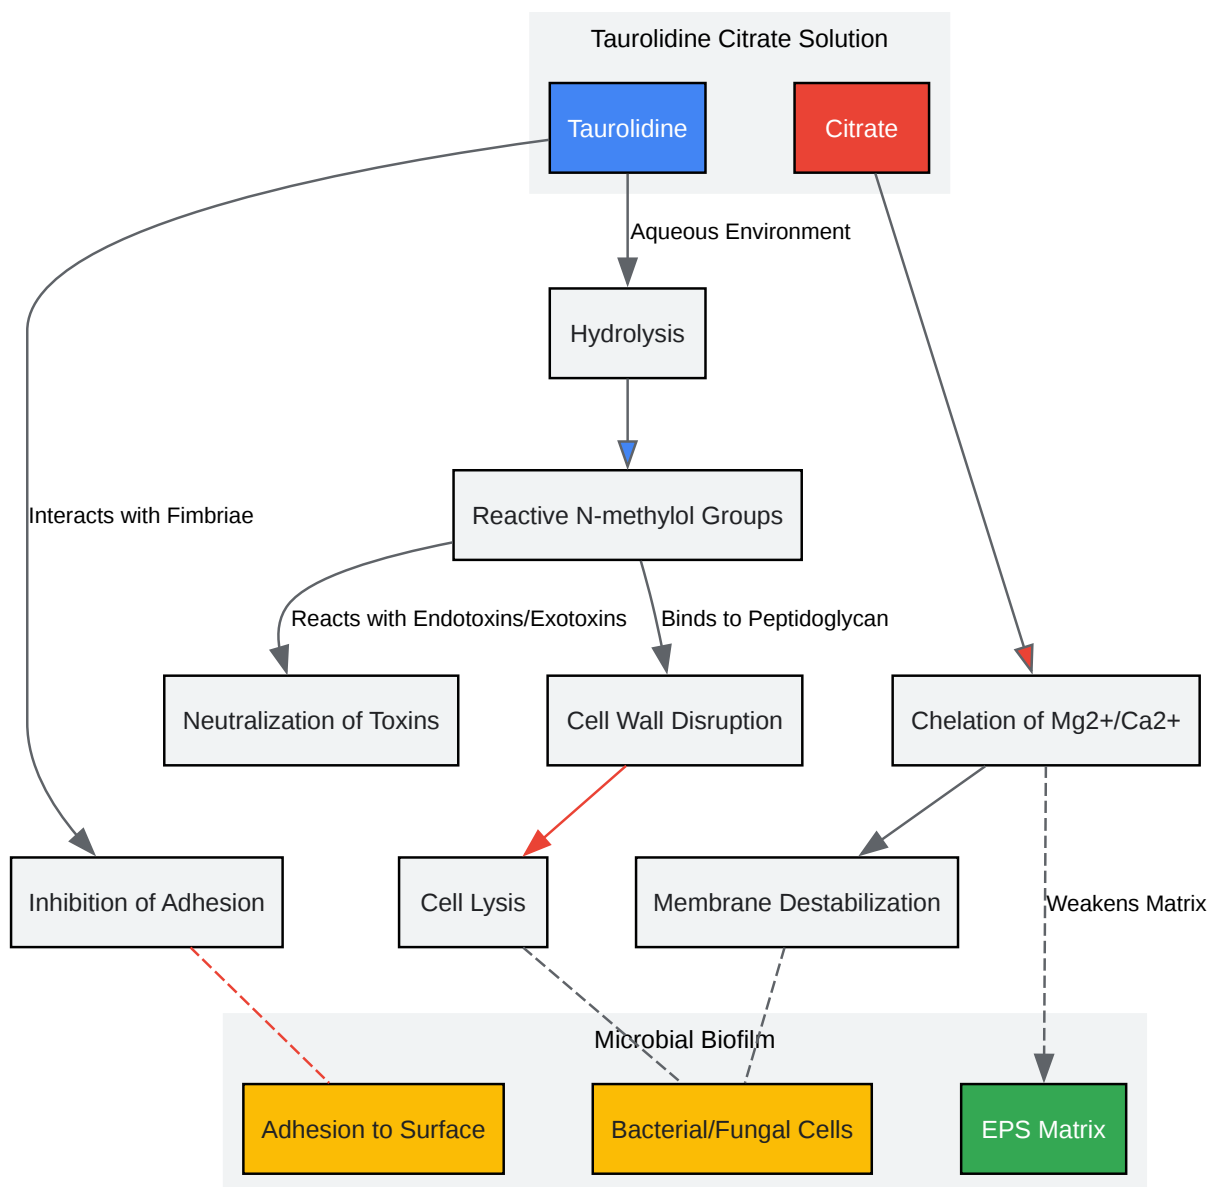 Taurolidine Citrate Solution
Taurolidine
Citrate
Aqueous Environment
Hydrolysis
Interacts with Fimbriae
Reactive N-methylol Groups
Reacts with Endotoxins/Exotoxins
Binds to Peptidoglycan
Neutralization of Toxins
Cell Wall Disruption
Chelation of Mg2+/Ca2+
Inhibition of Adhesion
Cell Lysis
Membrane Destabilization
Weakens Matrix
Microbial Biofilm
Adhesion to Surface
Bacterial/Fungal Cells
EPS Matrix